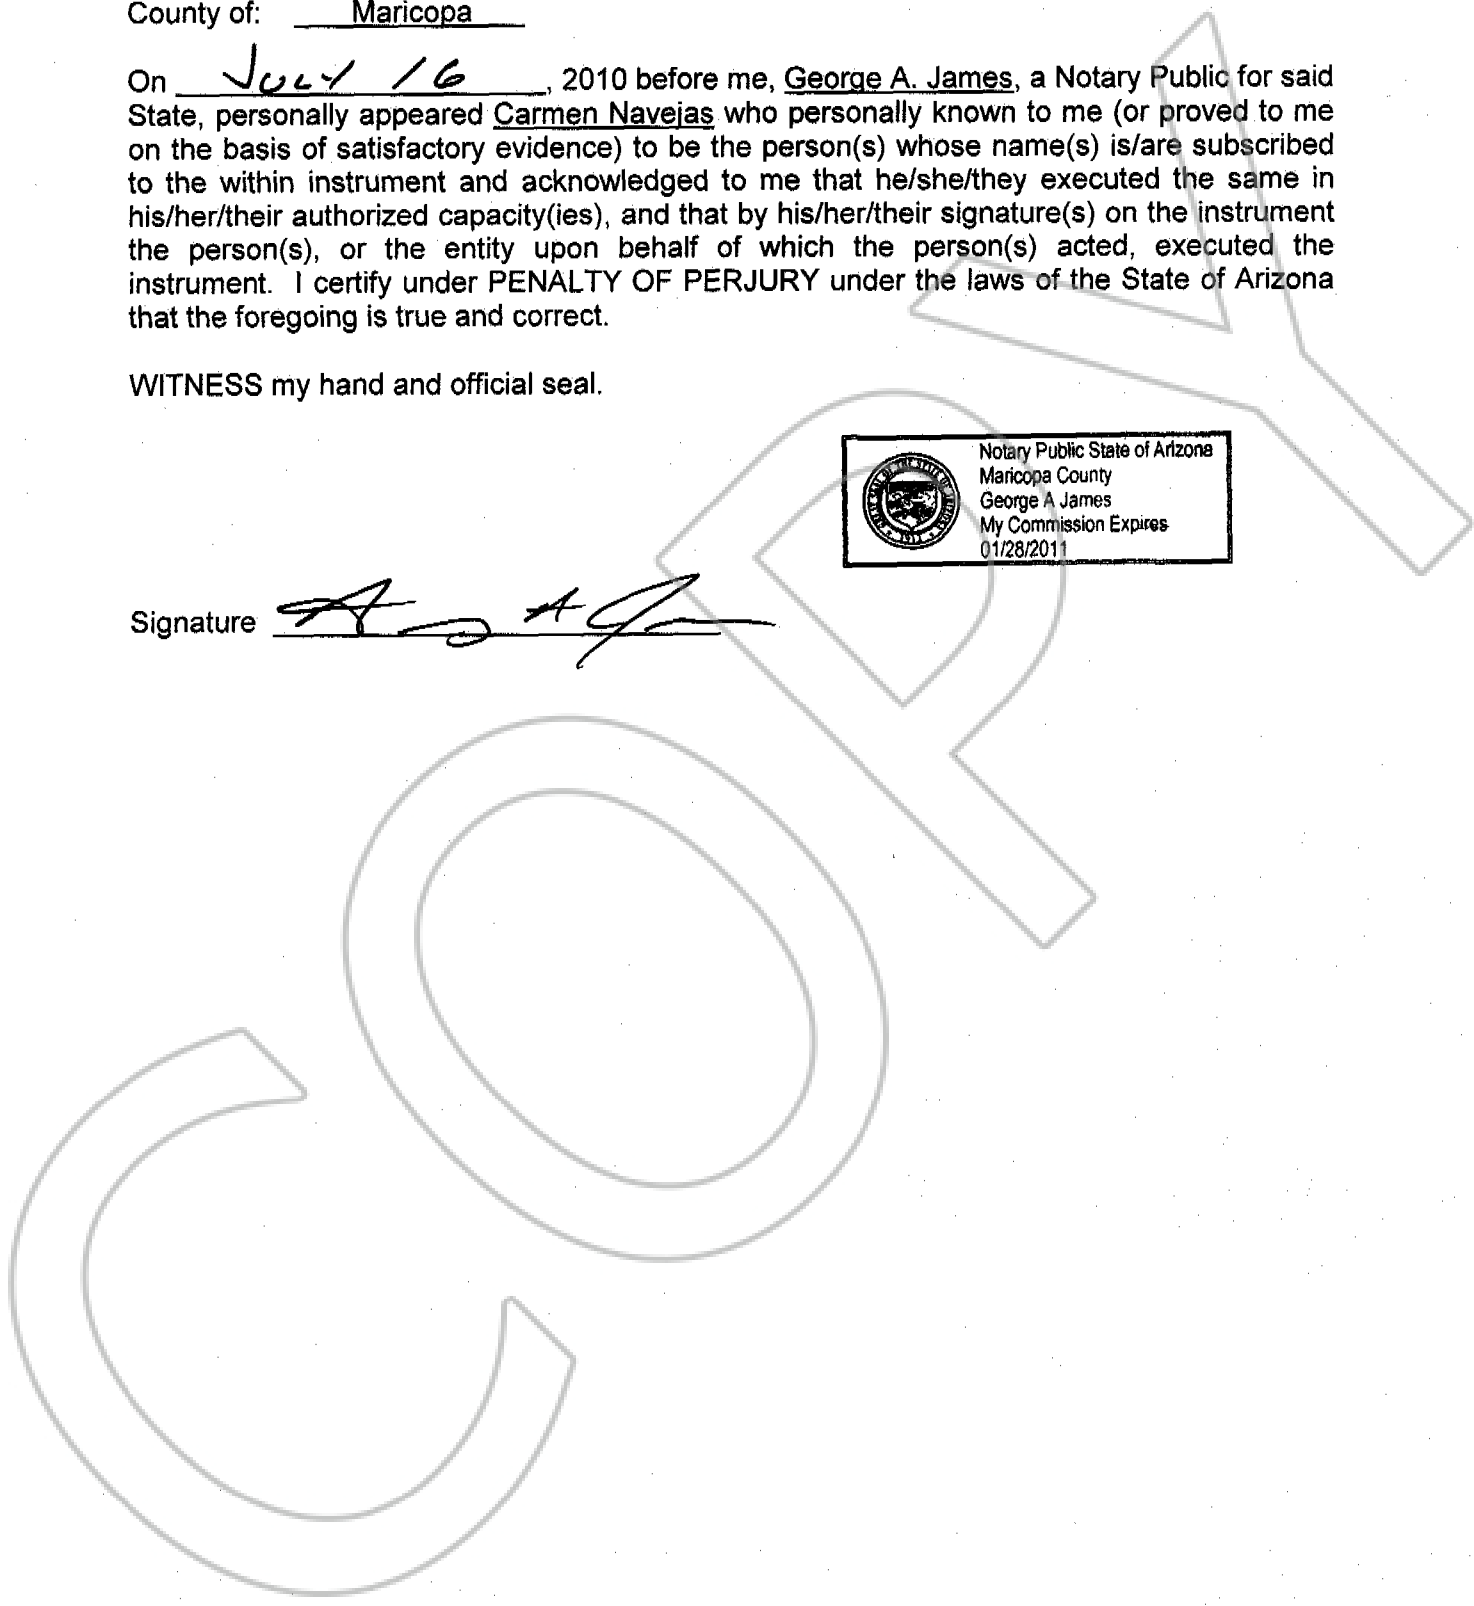 County of: Maricopa
On JULY 16, 2010 before me, George A. James, a Notary Public for said
State, personally appeared Carmen Navejas who personally known to me (or proved to me
on the basis of satisfactory evidence) to be the person(s) whose name(s) is/are subscribed
to the within instrument and acknowledged to me that he/she/they executed the same in
his/her/their authorized capacity(ies), and that by his/her/their signature(s) on the instrument
the person(s), or the entity upon behalf of which the person(s) acted, executed the
instrument. I certify under PENALTY OF PERJURY under the laws of the State of Arizona
that the foregoing is true and correct.
WITNESS my hand and official seal.
Notary Public State of Arizona
Maricopa County
George A James
My Commission Expires
01/28/2011
Signature
COPY